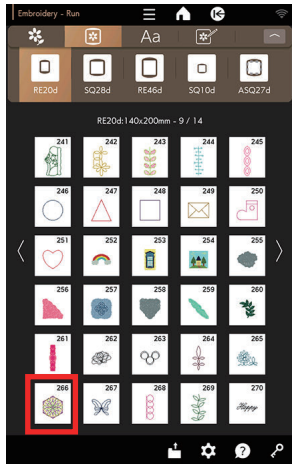 Embroidery - Run
Aa
RE20d SQ28d RE46d SQ10d ASQ27d
RE20d:140x200mm - 9 / 14
241 242 243 244 245
246 247 248 249 250
251 252 253 254 255
256 257 258 259 260
261 262 263 264 265
266 267 268 269 270
Happy
?